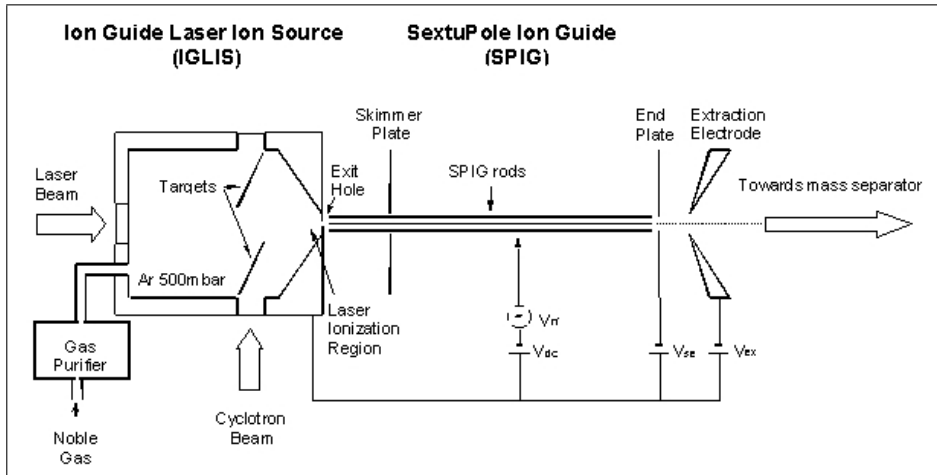 Ion Guide Laser Ion Source
(IGLIS)
SextuPole Ion Guide
(SPIG)
Skimmer
Plate
End
Plate
Extraction
Electrode
Laser
Beam
Targets
Exit
Hole
SPIG rods
Towards mass separator
Ar 500mbar
Laser
Ionization
Region
Gas
Purifier
Vrf
Vdc
Vse
Vex
Cyclotron
Beam
Noble
Gas